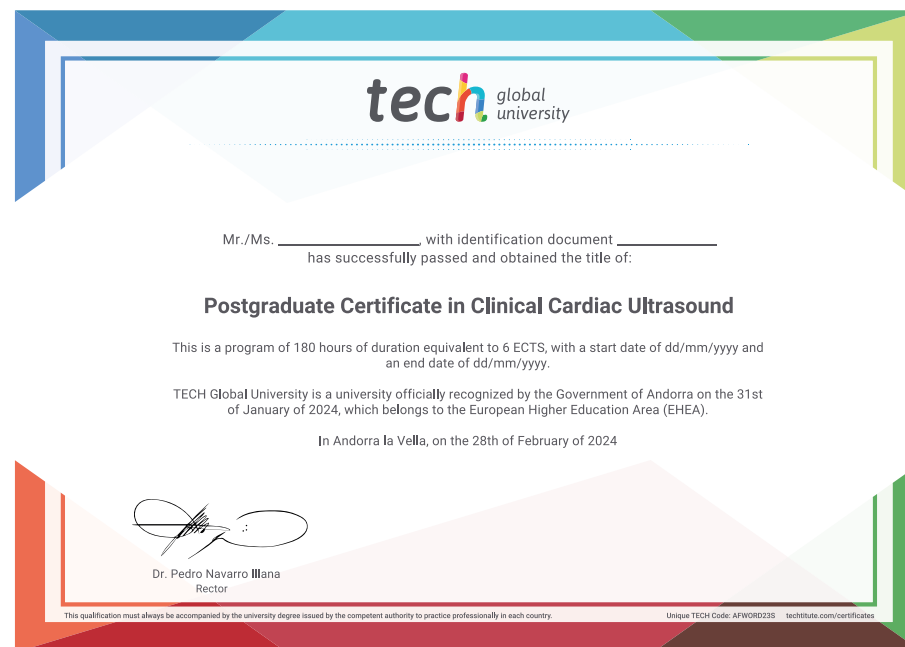 tech global university
Mr./Ms. ________________, with identification document ____________
has successfully passed and obtained the title of:
Postgraduate Certificate in Clinical Cardiac Ultrasound
This is a program of 180 hours of duration equivalent to 6 ECTS, with a start date of dd/mm/yyyy and
an end date of dd/mm/yyyy.
TECH Global University is a university officially recognized by the Government of Andorra on the 31st
of January of 2024, which belongs to the European Higher Education Area (EHEA).
In Andorra la Vella, on the 28th of February of 2024
Dr. Pedro Navarro Illana
Rector
This qualification must always be accompanied by the university degree issued by the competent authority to practice professionally in each country.
Unique TECH Code: AFWORD23S techtitute.com/certificates